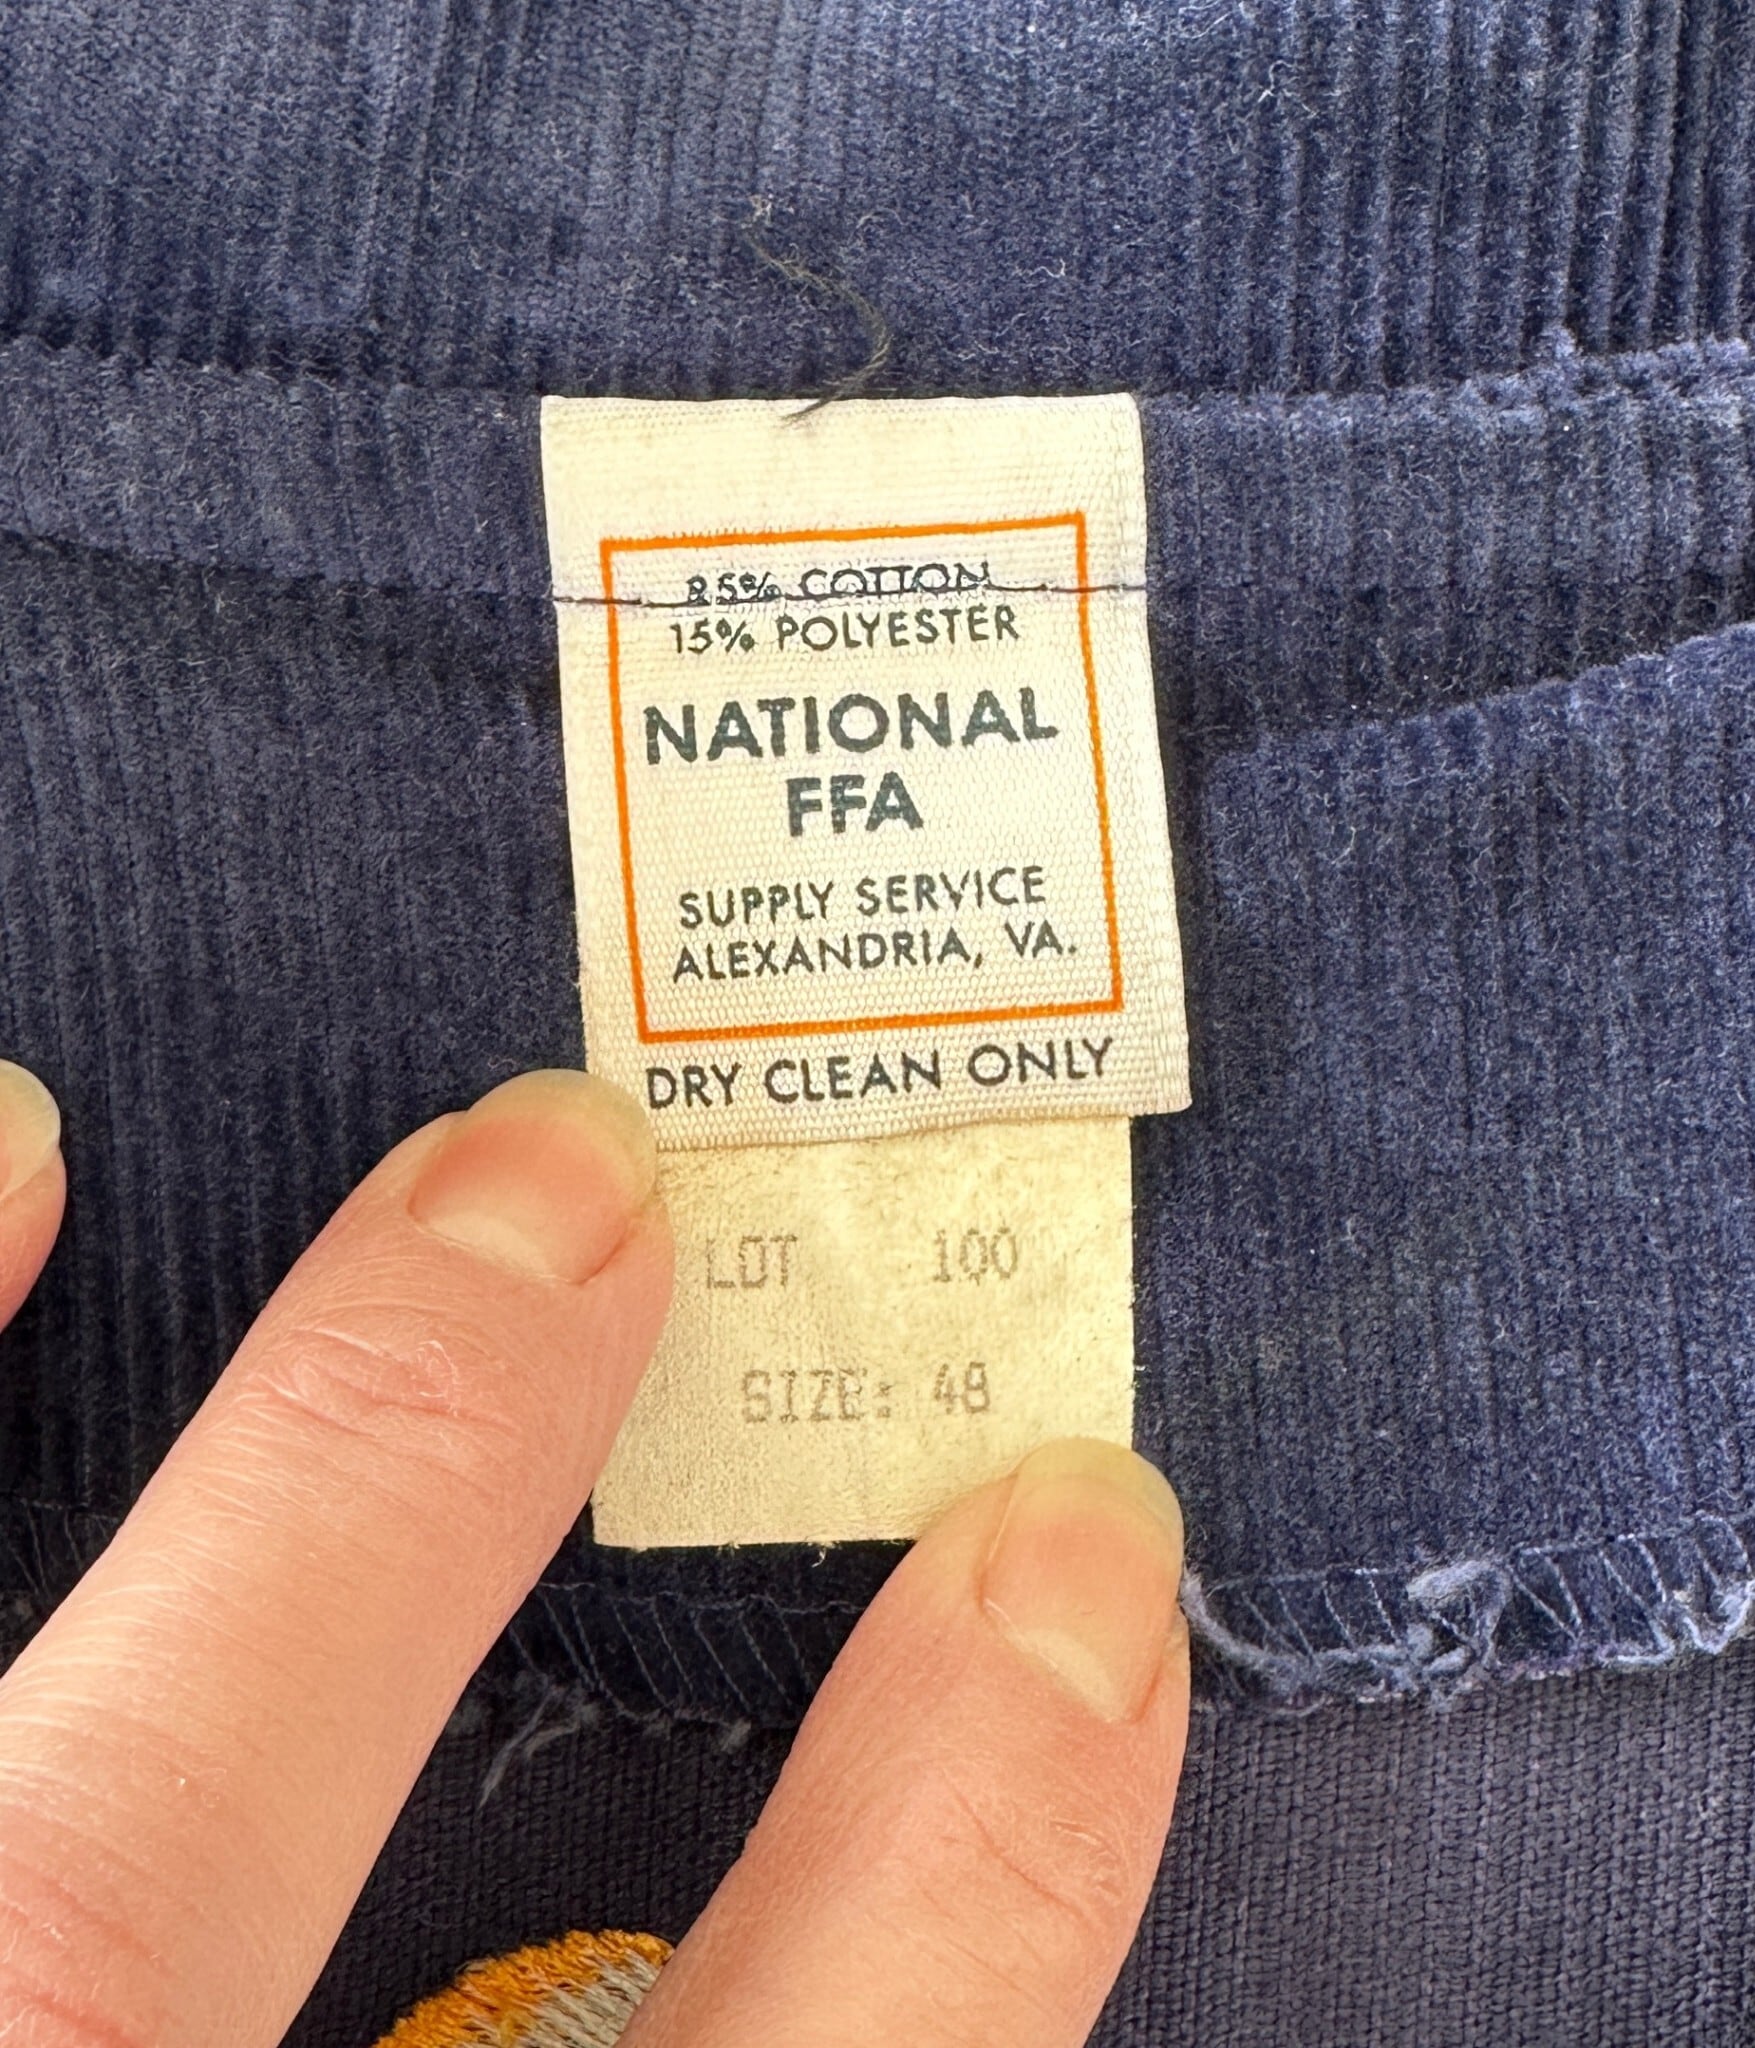 85% COTTON
15% POLYESTER
NATIONAL
FFA
SUPPLY SERVICE
ALEXANDRIA, VA.
DRY CLEAN ONLY
LOT 100
SIZE: 48